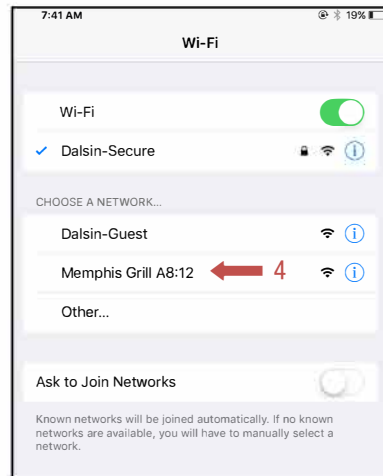 7:41 AM 19%
Wi-Fi
Wi-Fi
Dalsin-Secure
CHOOSE A NETWORK...
Dalsin-Guest
Memphis Grill A8:12 4
Other...
Ask to Join Networks
Known networks will be joined automatically. If no known
networks are available, you will have to manually select a
network.